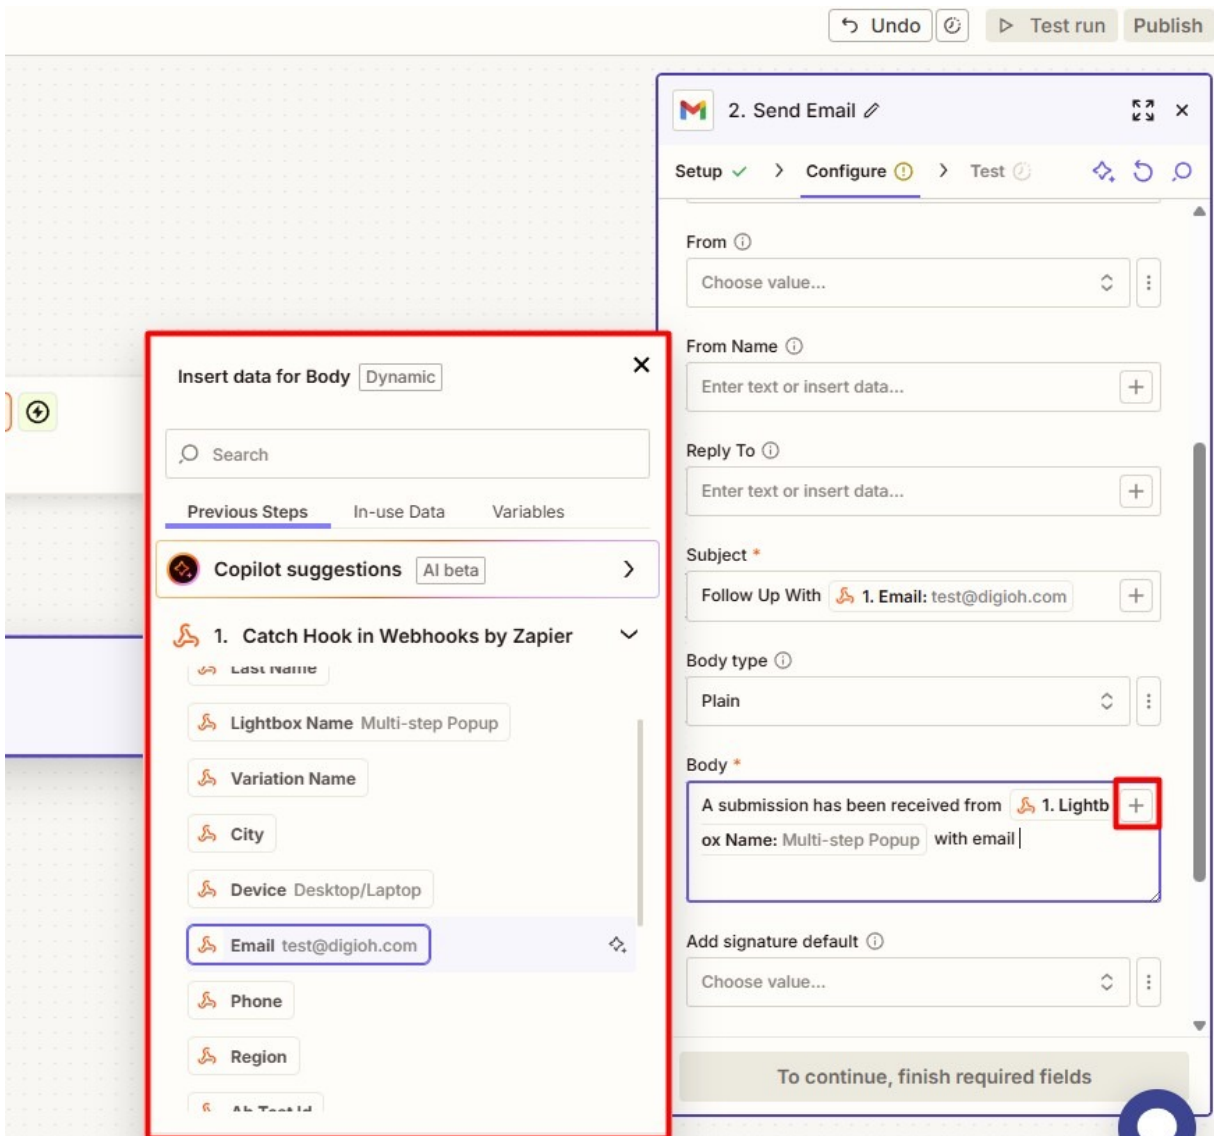 Undo
Test run
Publish
2. Send Email
Setup
Configure
Test
From
Choose value...
From Name
Enter text or insert data...
Reply To
Enter text or insert data...
Subject *
Follow Up With 1. Email: test@digioh.com
Body type
Plain
Body *
A submission has been received from 1. Lightb
ox Name: Multi-step Popup with email
Add signature default
Choose value...
To continue, finish required fields
Insert data for Body Dynamic
Search
Previous Steps In-use Data Variables
Copilot suggestions AI beta
1. Catch Hook in Webhooks by Zapier
Last Name
Lightbox Name Multi-step Popup
Variation Name
City
Device Desktop/Laptop
Email test@digioh.com
Phone
Region
Ab Test Id